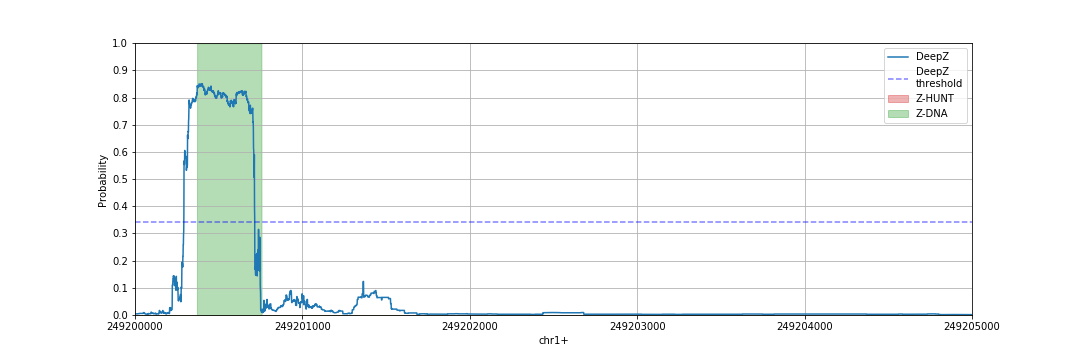 1.0
0.9
0.8
0.7
0.6
0.5
0.4
0.3
0.2
0.1
0.0
Probability
249200000
249201000
249202000
249203000
249204000
249205000
chr1+
DeepZ
DeepZ
threshold
Z-HUNT
Z-DNA